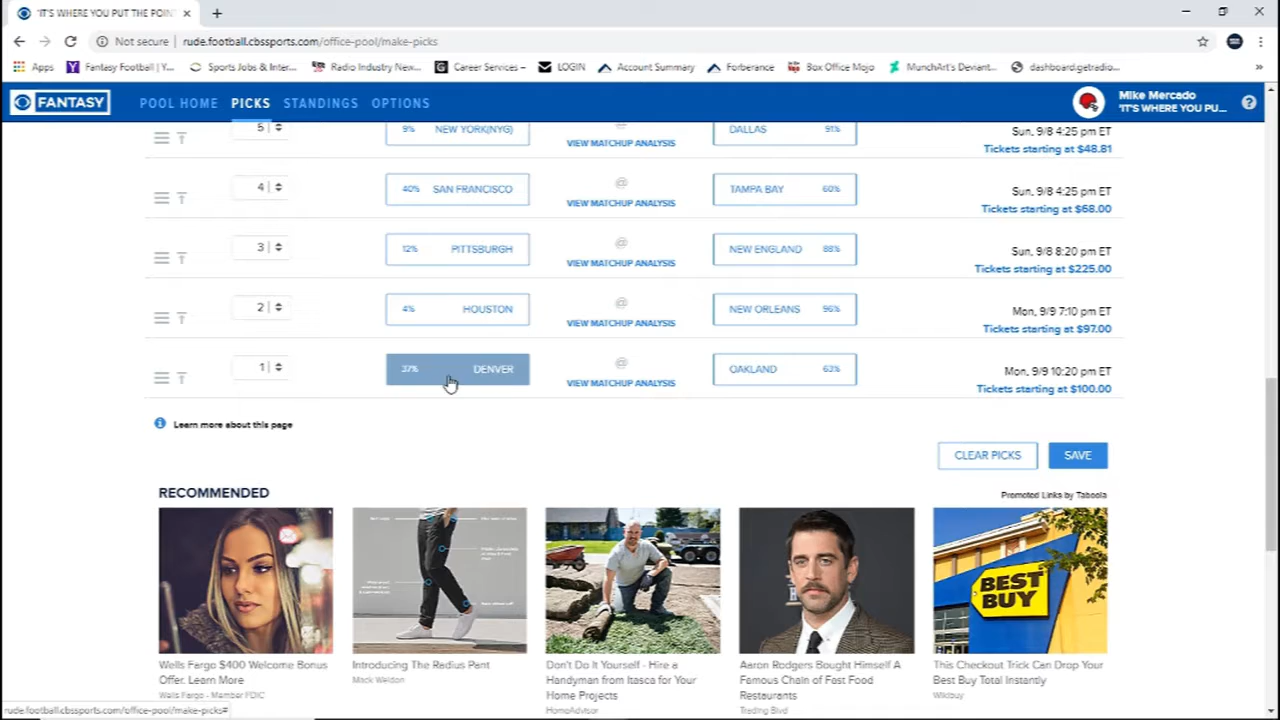 'IT'S WHERE YOU PUT THE POIN
Not secure | rude.football.cbssports.com/office-pool/make-picks
Apps Fantasy Football | Y... Sports Jobs & Inter... Radio Industry New... Career Services – LOGIN Account Summary Forberance Box Office Mojo MunchArt's Deviant... dashboard.getradio... »
FANTASY POOL HOME PICKS STANDINGS OPTIONS Mike Mercado
'IT'S WHERE YOU PU...
5 9% NEW YORK(NYG) @ DALLAS 91% Sun, 9/8 4:25 pm ET
VIEW MATCHUP ANALYSIS Tickets starting at $48.81
4 40% SAN FRANCISCO @ TAMPA BAY 60% Sun, 9/8 4:25 pm ET
VIEW MATCHUP ANALYSIS Tickets starting at $68.00
3 12% PITTSBURGH @ NEW ENGLAND 88% Sun, 9/8 8:20 pm ET
VIEW MATCHUP ANALYSIS Tickets starting at $225.00
2 4% HOUSTON @ NEW ORLEANS 96% Mon, 9/9 7:10 pm ET
VIEW MATCHUP ANALYSIS Tickets starting at $97.00
1 37% DENVER @ OAKLAND 63% Mon, 9/9 10:20 pm ET
VIEW MATCHUP ANALYSIS Tickets starting at $100.00
Learn more about this page
CLEAR PICKS SAVE
RECOMMENDED Promoted Links by Taboola
BEST BUY
Wells Fargo $400 Welcome Bonus Offer. Learn More
Wells Fargo - Member FDIC
Introducing The Radius Pant
Mack Weldon
Don't Do It Yourself - Hire a Handyman from Itasca for Your Home Projects
HomeAdvisor
Aaron Rodgers Bought Himself A Famous Chain of Fast Food Restaurants
Trading Blvd
This Checkout Trick Can Drop Your Best Buy Total Instantly
Wikibuy
rude.football.cbssports.com/office-pool/make-picks#